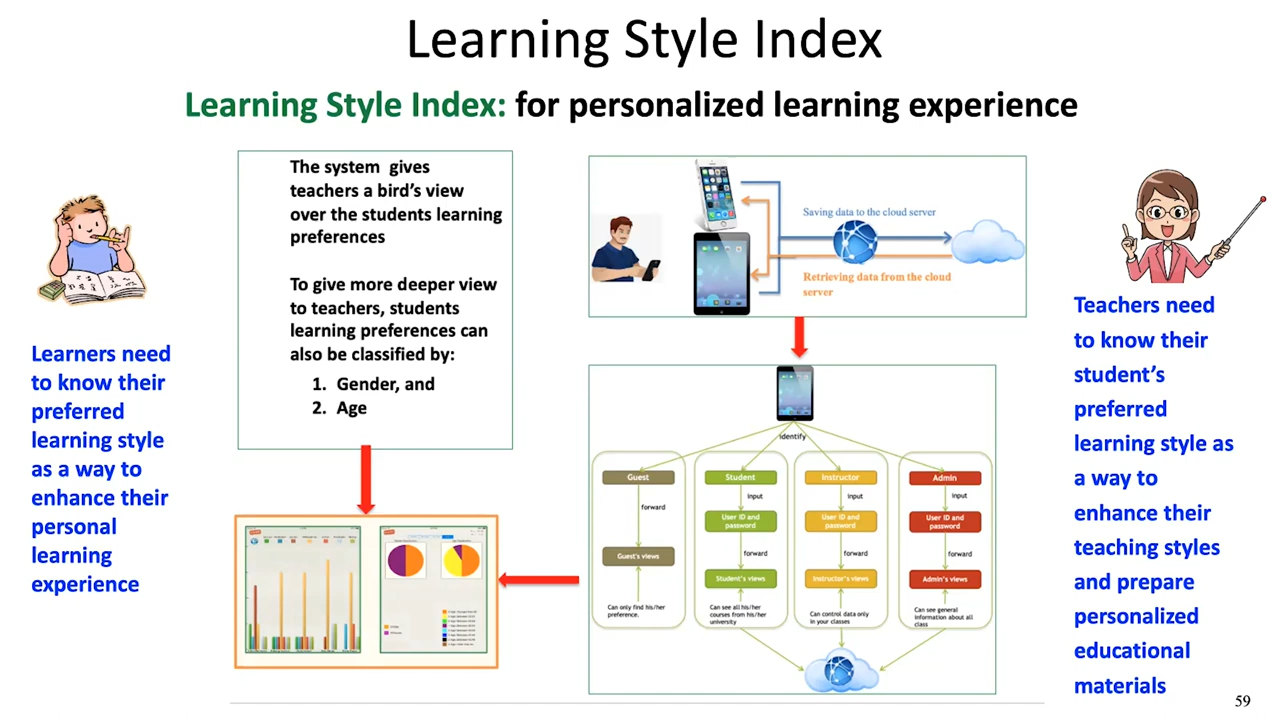 Learning Style Index
Learning Style Index: for personalized learning experience
The system gives
teachers a bird's view
over the students learning
preferences
To give more deeper view
to teachers, students
learning preferences can
also be classified by:
1. Gender, and
2. Age
Learners need
to know their
preferred
learning style
as a way to
enhance their
personal
learning
experience
Saving data to the cloud server
Retrieving data from the cloud
server
identify
Guest
forward
Guest's views
Can only find his/her
preference.
Student
input
User ID and
password
forward
Student's views
Can see all his/her
courses from his/her
university
Instructor
input
User ID and
password
forward
Instructor's views
Can control data only
in your classes
Admin
input
User ID and
password
forward
Admin's views
Can see general
information about all
class
Teachers need
to know their
student's
preferred
learning style as
a way to
enhance their
teaching styles
and prepare
personalized
educational
materials
59